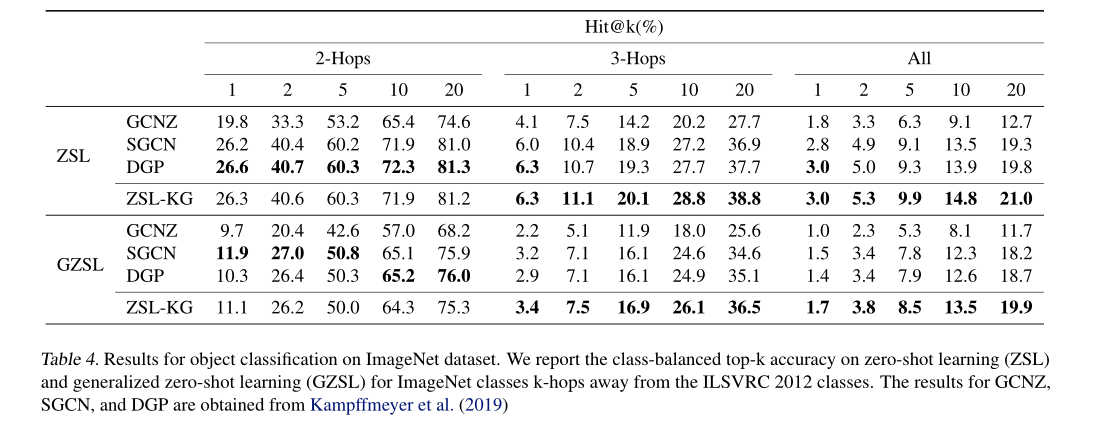 Hit@k(%)
2-Hops 3-Hops All
1 2 5 10 20 1 2 5 10 20 1 2 5 10 20
ZSL
GCNZ 19.8 33.3 53.2 65.4 74.6 4.1 7.5 14.2 20.2 27.7 1.8 3.3 6.3 9.1 12.7
SGCN 26.2 40.4 60.2 71.9 81.0 6.0 10.4 18.9 27.2 36.9 2.8 4.9 9.1 13.5 19.3
DGP 26.6 40.7 60.3 72.3 81.3 6.3 10.7 19.3 27.7 37.7 3.0 5.0 9.3 13.9 19.8
ZSL-KG 26.3 40.6 60.3 71.9 81.2 6.3 11.1 20.1 28.8 38.8 3.0 5.3 9.9 14.8 21.0
GZSL
GCNZ 9.7 20.4 42.6 57.0 68.2 2.2 5.1 11.9 18.0 25.6 1.0 2.3 5.3 8.1 11.7
SGCN 11.9 27.0 50.8 65.1 75.9 3.2 7.1 16.1 24.6 34.6 1.5 3.4 7.8 12.3 18.2
DGP 10.3 26.4 50.3 65.2 76.0 2.9 7.1 16.1 24.9 35.1 1.4 3.4 7.9 12.6 18.7
ZSL-KG 11.1 26.2 50.0 64.3 75.3 3.4 7.5 16.9 26.1 36.5 1.7 3.8 8.5 13.5 19.9
Table 4. Results for object classification on ImageNet dataset. We report the class-balanced top-k accuracy on zero-shot learning (ZSL)
and generalized zero-shot learning (GZSL) for ImageNet classes k-hops away from the ILSVRC 2012 classes. The results for GCNZ,
SGCN, and DGP are obtained from Kampffmeyer et al. (2019)